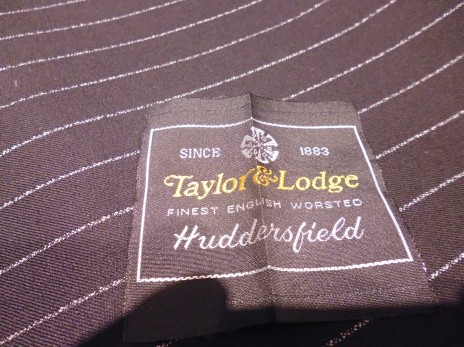 SINCE 1883
Taylor & Lodge
FINEST ENGLISH WORSTED
Huddersfield